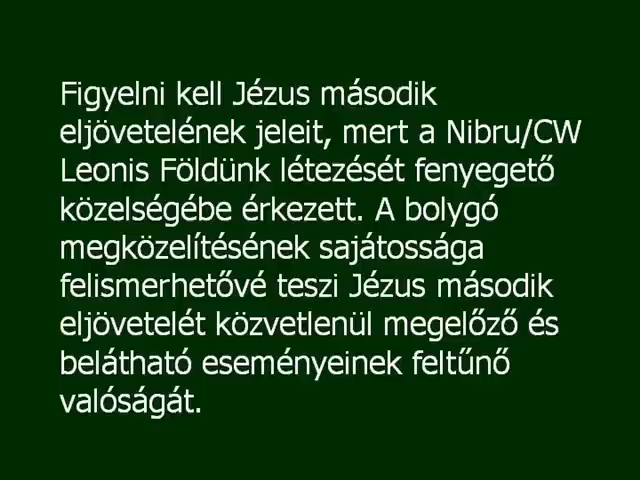 Figyelni kell Jézus második
eljövetelének jeleit, mert a Nibru/CW
Leonis Földünk létezését fenyegető
közelségébe érkezett. A bolygó
megközelítésének sajátossága
felismerhetővé teszi Jézus második
eljövetelét közvetlenül megelőző és
belátható eseményeinek feltűnő
valóságát.